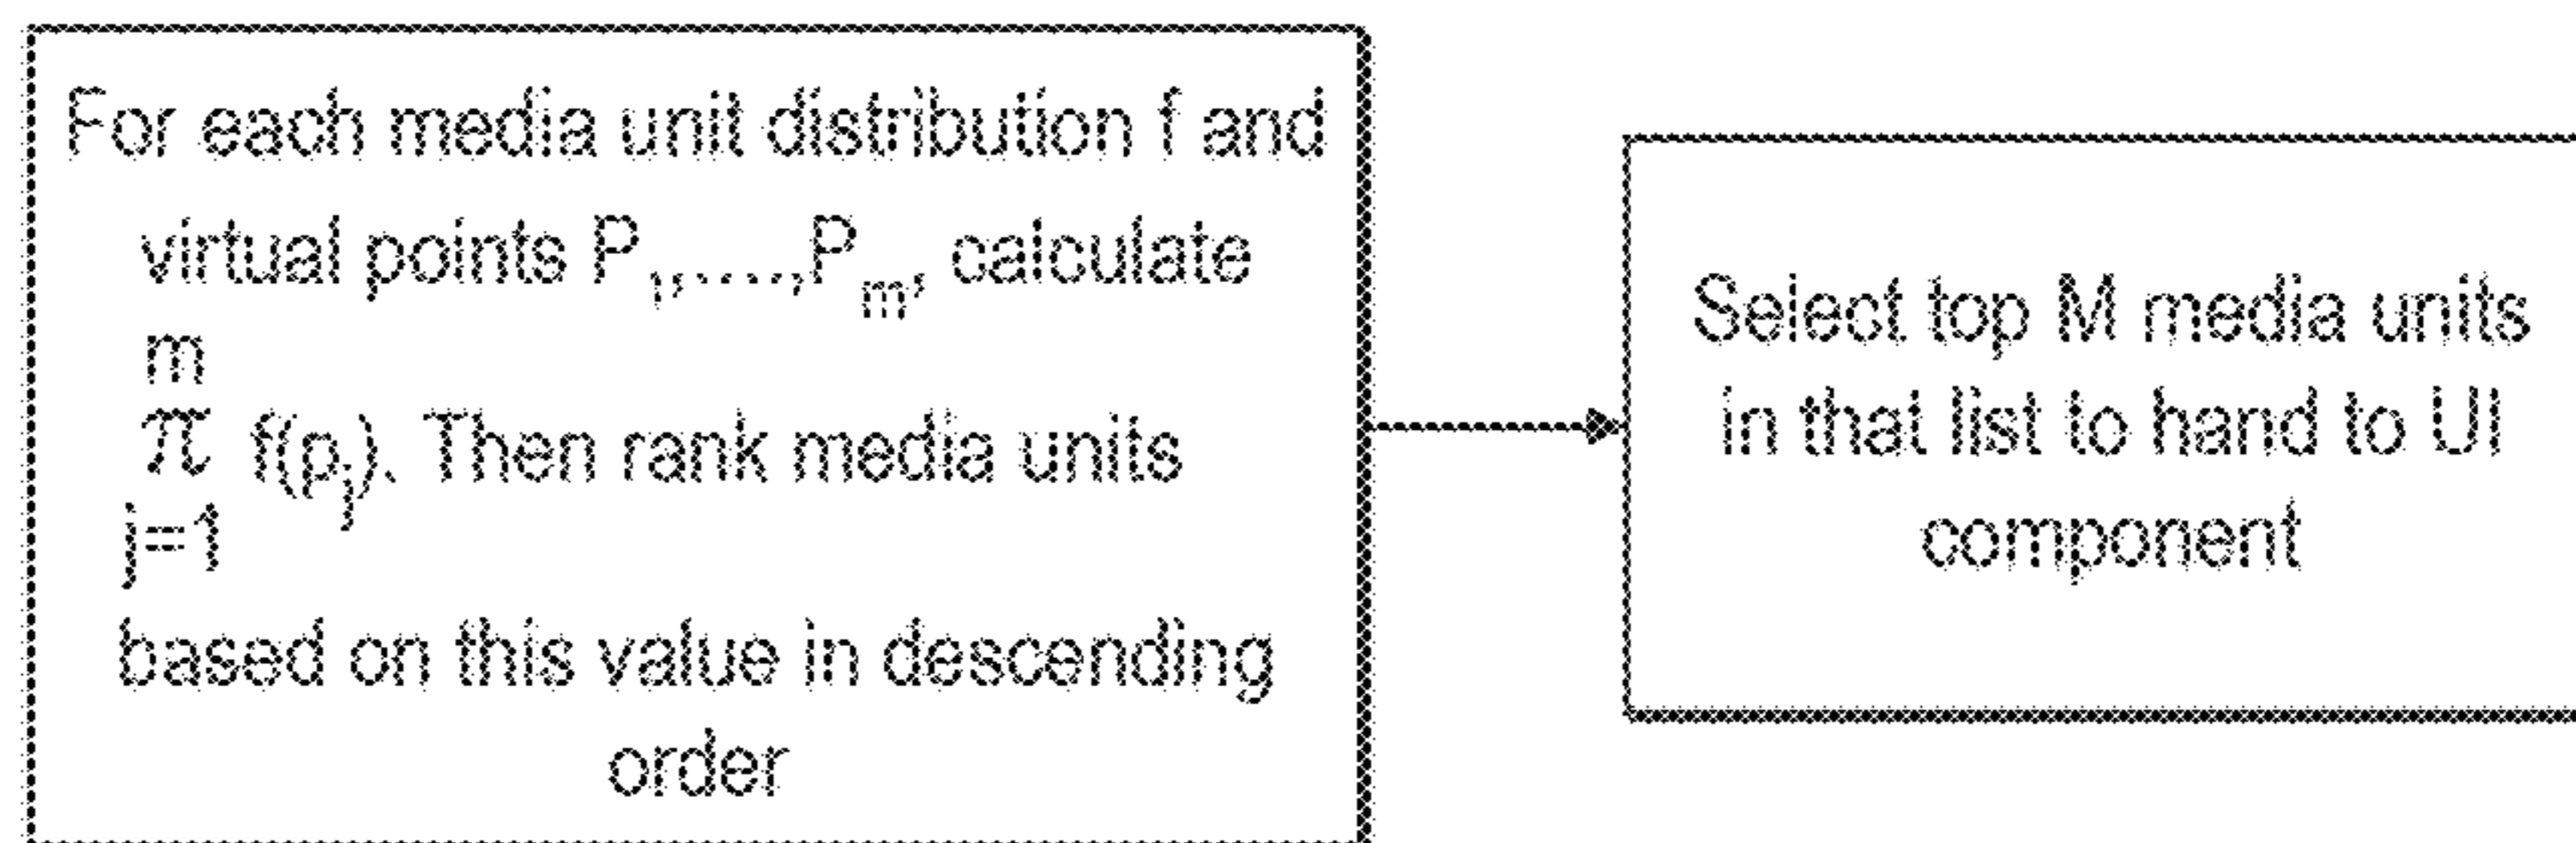 For each media unit distribution f and
virtual points P₁,....,Pₘ, calculate
m
π f(pⱼ). Then rank media units
j=1
based on this value in descending
order
Select top M media units
in that list to hand to UI
component